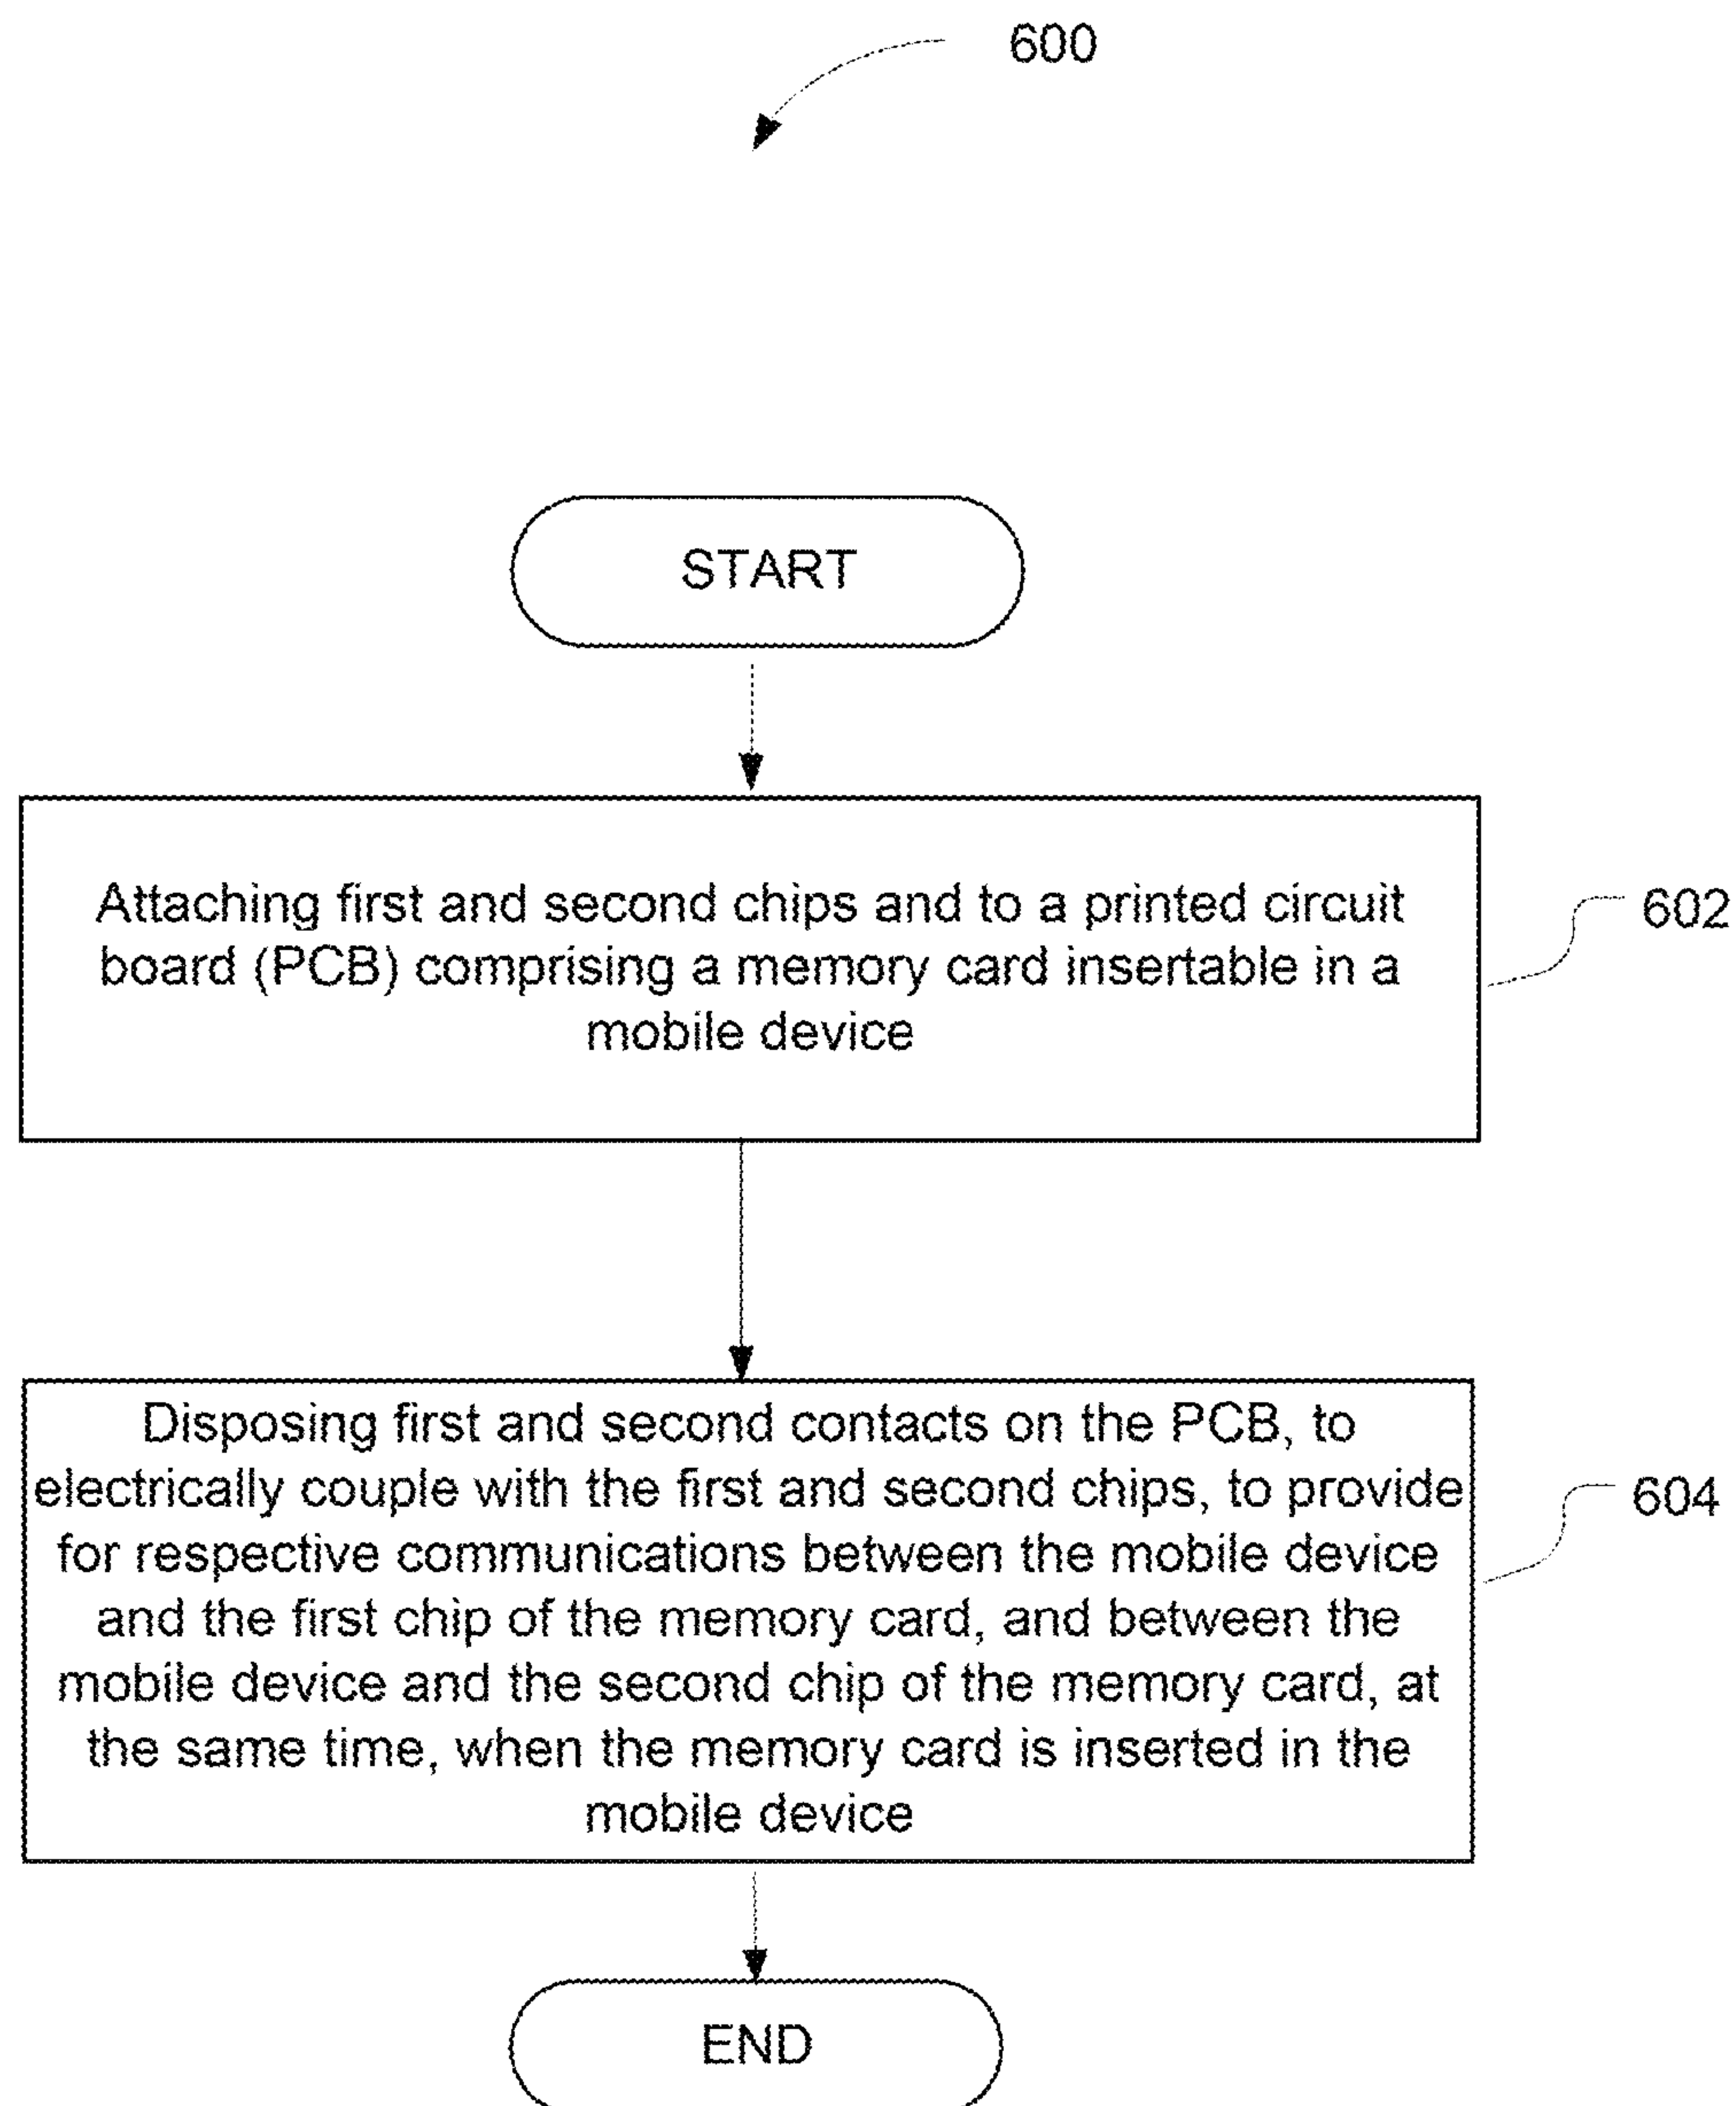 600
START
Attaching first and second chips and to a printed circuit
board (PCB) comprising a memory card insertable in a
mobile device
602
Disposing first and second contacts on the PCB, to
electrically couple with the first and second chips, to provide
for respective communications between the mobile device
and the first chip of the memory card, and between the
mobile device and the second chip of the memory card, at
the same time, when the memory card is inserted in the
mobile device
604
END